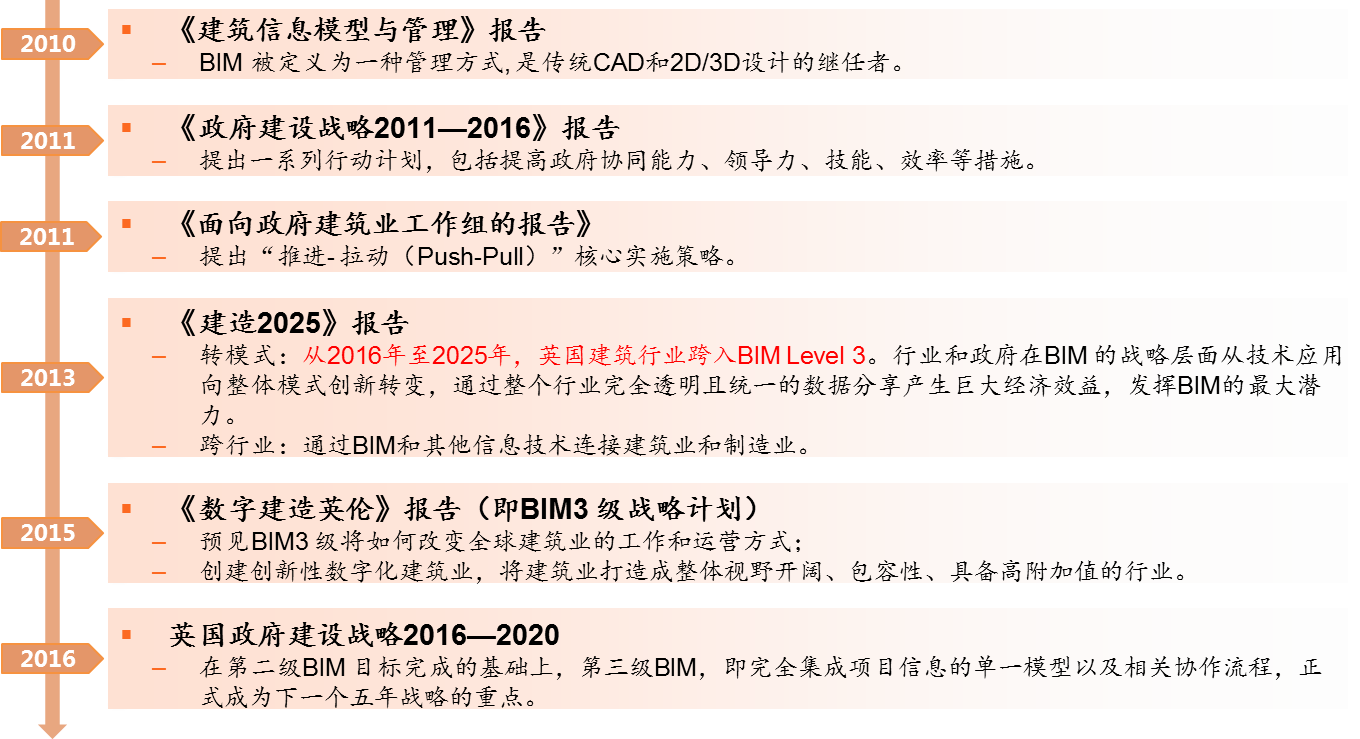 2010
《建筑信息模型与管理》报告
– BIM 被定义为一种管理方式,是传统CAD和2D/3D设计的继任者。
2011
《政府建设战略2011—2016》报告
– 提出一系列行动计划，包括提高政府协同能力、领导力、技能、效率等措施。
2011
《面向政府建筑业工作组的报告》
– 提出“推进-拉动（Push-Pull）”核心实施策略。
2013
《建造2025》报告
– 转模式：从2016年至2025年，英国建筑行业跨入BIM Level 3。行业和政府在BIM 的战略层面从技术应用
向整体模式创新转变，通过整个行业完全透明且统一的数据分享产生巨大经济效益，发挥BIM的最大潜
力。
– 跨行业：通过BIM和其他信息技术连接建筑业和制造业。
2015
《数字建造英伦》报告（即BIM3 级战略计划）
– 预见BIM3 级将如何改变全球建筑业的工作和运营方式；
– 创建创新性数字化建筑业，将建筑业打造成整体视野开阔、包容性、具备高附加值的行业。
2016
英国政府建设战略2016—2020
– 在第二级BIM 目标完成的基础上，第三级BIM，即完全集成项目信息的单一模型以及相关协作流程，正
式成为下一个五年战略的重点。